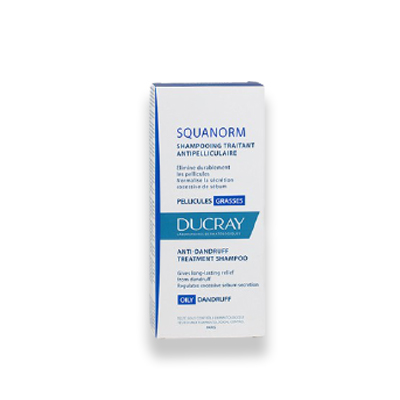 SQUANORM
SHAMPOOING TRAITANT
ANTIPELLICULAIRE
Élimine durablement
les pellicules
Normalise la sécrétion
excessive de sébum
PELLICULES GRASSES
DUCRAY
ANTI-DANDRUFF
TREATMENT SHAMPOO
Gives long-lasting relief
from dandruff
Regulates excessive sebum secretion
OILY DANDRUFF